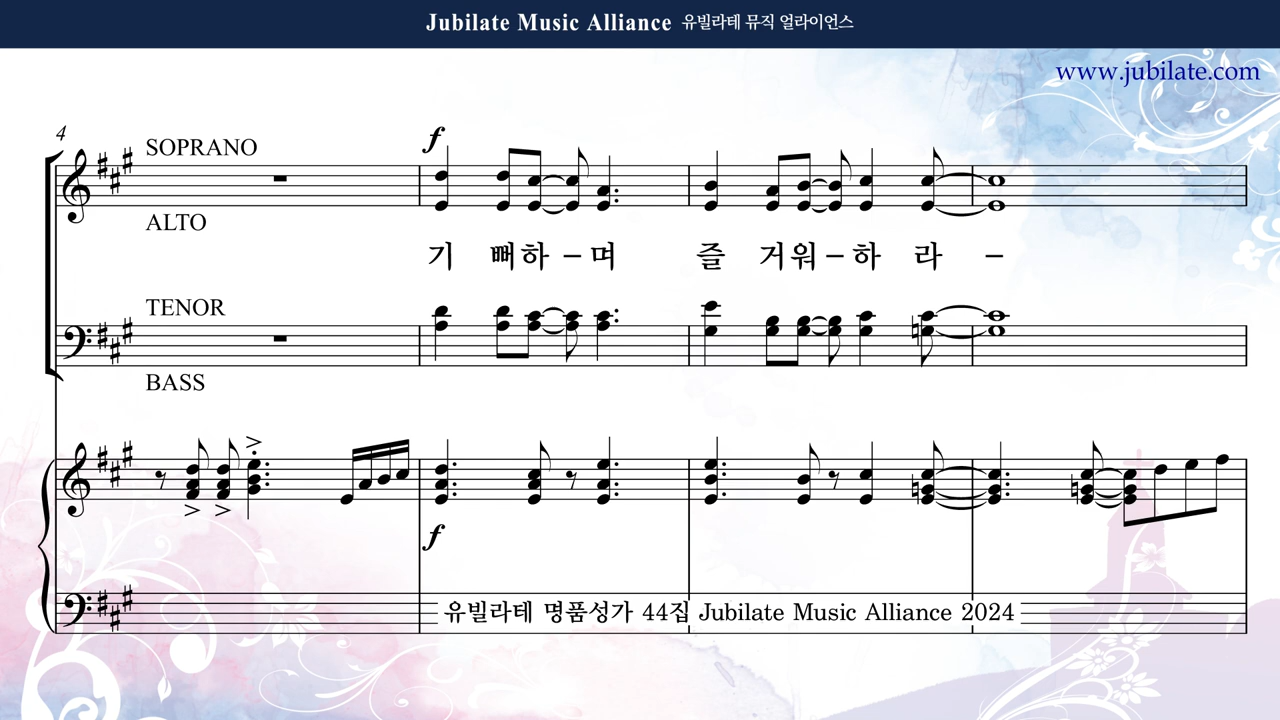 Jubilate Music Alliance 유빌라테 뮤직 얼라이언스
www.jubilate.com
4
SOPRANO
f
ALTO
기 뻐하 –며 즐 거워 – 하 라 –
TENOR
BASS
f
유빌라테 명품성가 44집 Jubilate Music Alliance 2024